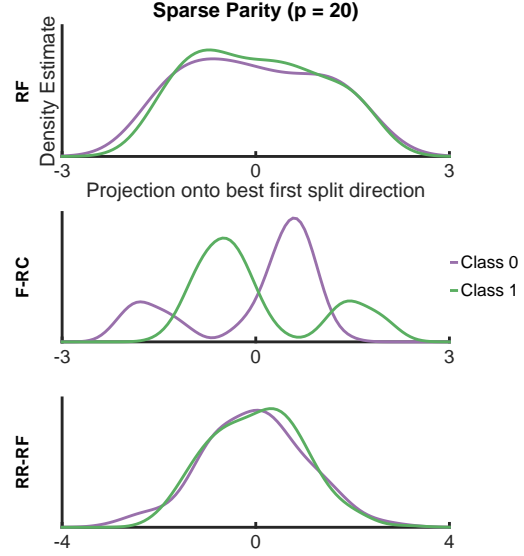 Sparse Parity (p = 20)
RF
Density Estimate
-3
0
3
Projection onto best first split direction
F-RC
Class 0
Class 1
-3
0
3
RR-RF
-4
0
4